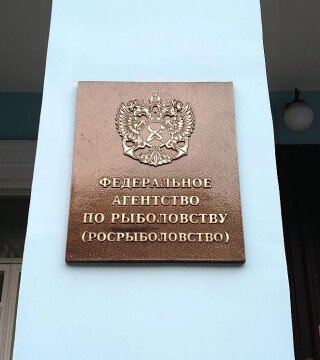 ФЕДЕРАЛЬНОЕ
АГЕНТСТВО
ПО РЫБОЛОВСТВУ
(РОСРЫБОЛОВСТВО)